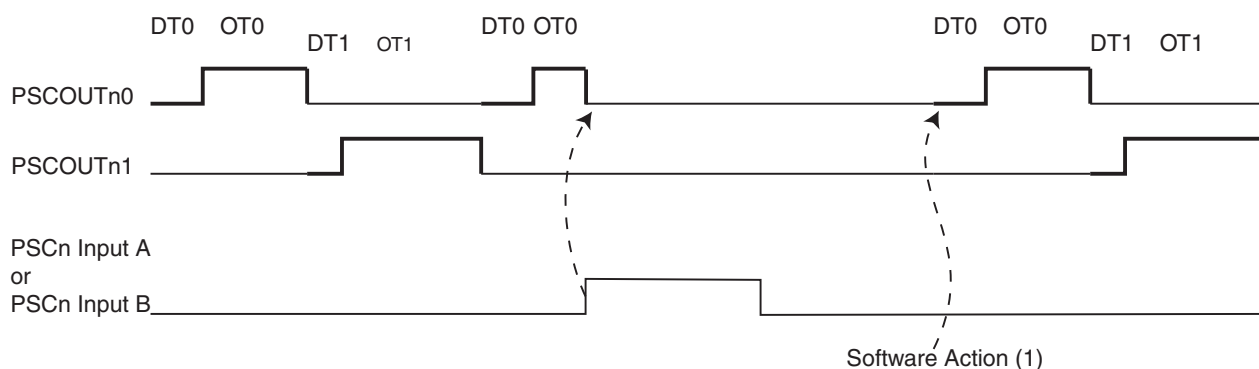 DT0 OT0 DT0 OT0 DT0 OT0
DT1 OT1 DT1 OT1
PSCOUTn0
PSCOUTn1
PSCn Input A
or
PSCn Input B
Software Action (1)